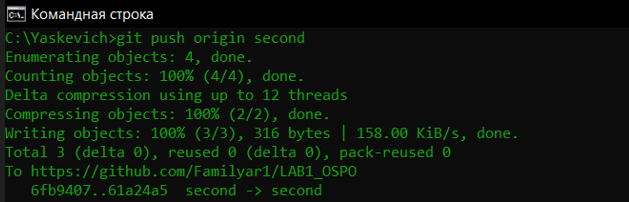 Командная строка
C:\Yaskevich>git push origin second
Enumerating objects: 4, done.
Counting objects: 100% (4/4), done.
Delta compression using up to 12 threads
Compressing objects: 100% (2/2), done.
Writing objects: 100% (3/3), 316 bytes | 158.00 KiB/s, done.
Total 3 (delta 0), reused 0 (delta 0), pack-reused 0
To https://github.com/Familyar1/LAB1_OSPO
   6fb9407..61a24a5  second -> second